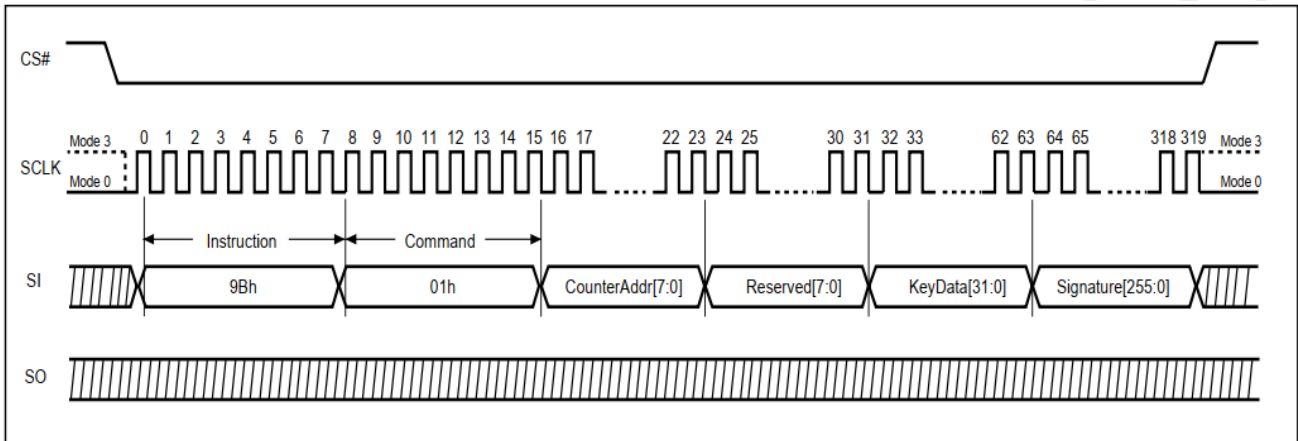 CS#
Mode 3 0 1 2 3 4 5 6 7 8 9 10 11 12 13 14 15 16 17 22 23 24 25 30 31 32 33 62 63 64 65 318 319 Mode 3
SCLK
Mode 0 Mode 0
Instruction Command
SI 9Bh 01h CounterAddr[7:0] Reserved[7:0] KeyData[31:0] Signature[255:0]
SO